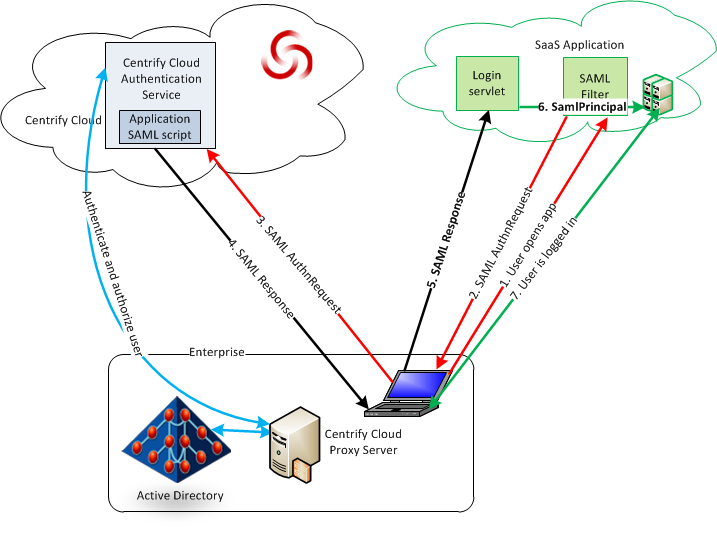 Centrify Cloud
Authentication
Service
Application
SAML script
Centrify Cloud
SaaS Application
Login
servlet
SAML
Filter
6. SamlPrincipal
Authenticate and authorize user
4. SAML Response
3. SAML AuthnRequest
5. SAML Response
2. SAML AuthnRequest
1. User opens app
7. User is logged in
Enterprise
Centrify Cloud
Proxy Server
Active Directory